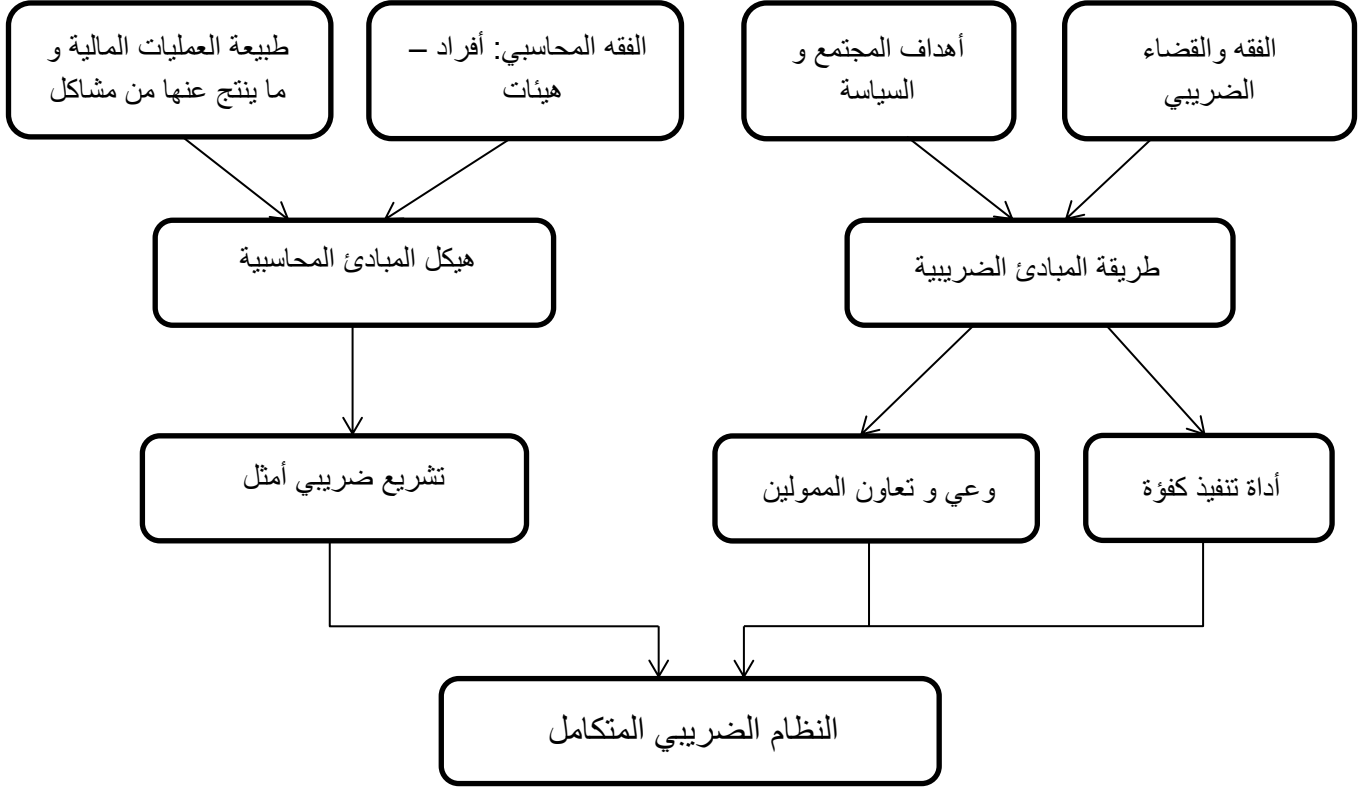 الفقه والقضاء
الضريبي
أهداف المجتمع و
السياسة
الفقه المحاسبي: أفراد –
هيئات
طبيعة العمليات المالية و
ما ينتج عنها من مشاكل
طريقة المبادئ الضريبية
هيكل المبادئ المحاسبية
أداة تنفيذ كفؤة
وعي و تعاون الممولين
تشريع ضريبي أمثل
النظام الضريبي المتكامل